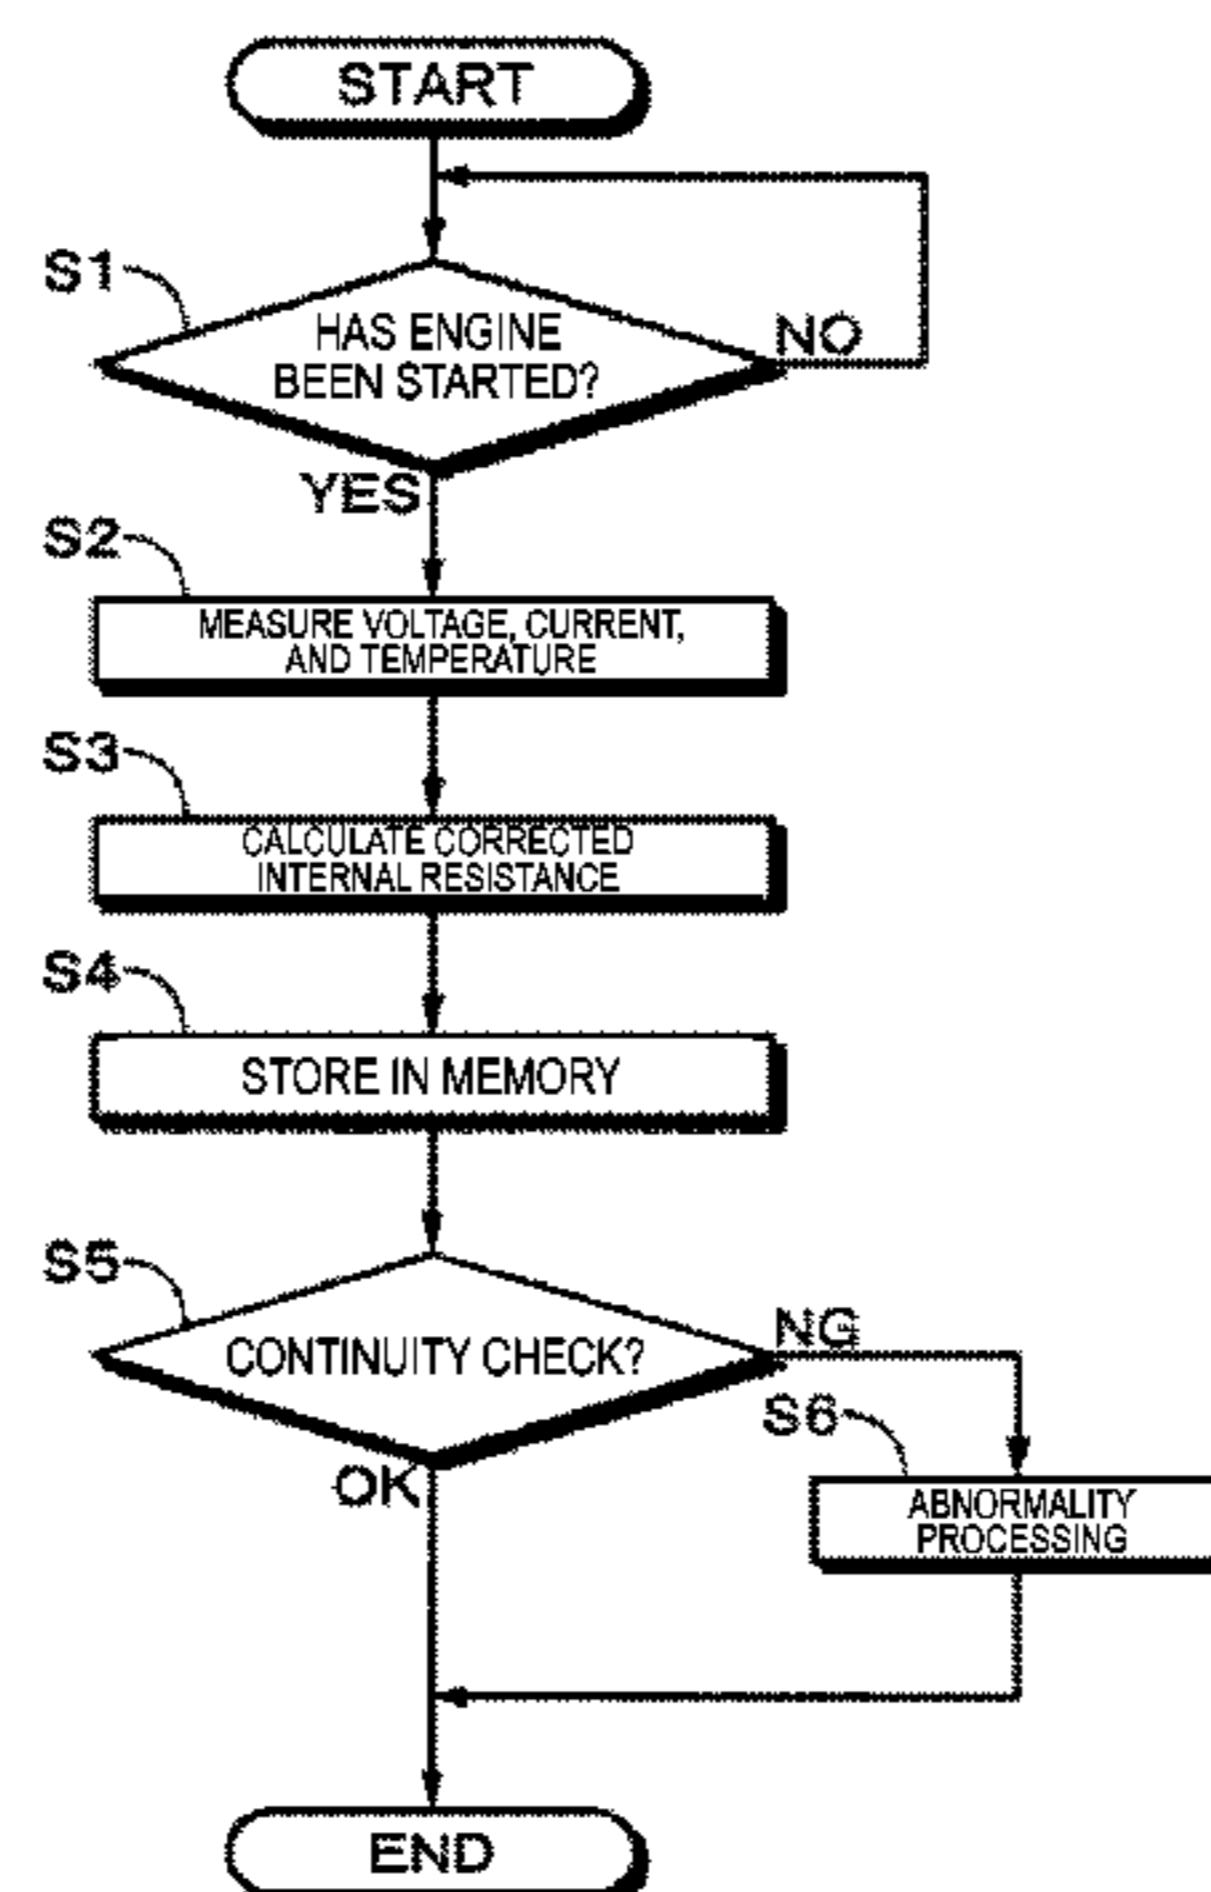 START
S1
HAS ENGINE
BEEN STARTED?
NO
YES
S2
MEASURE VOLTAGE, CURRENT,
AND TEMPERATURE
S3
CALCULATE CORRECTED
INTERNAL RESISTANCE
S4
STORE IN MEMORY
S5
CONTINUITY CHECK?
NG
S6
OK
ABNORMALITY
PROCESSING
END